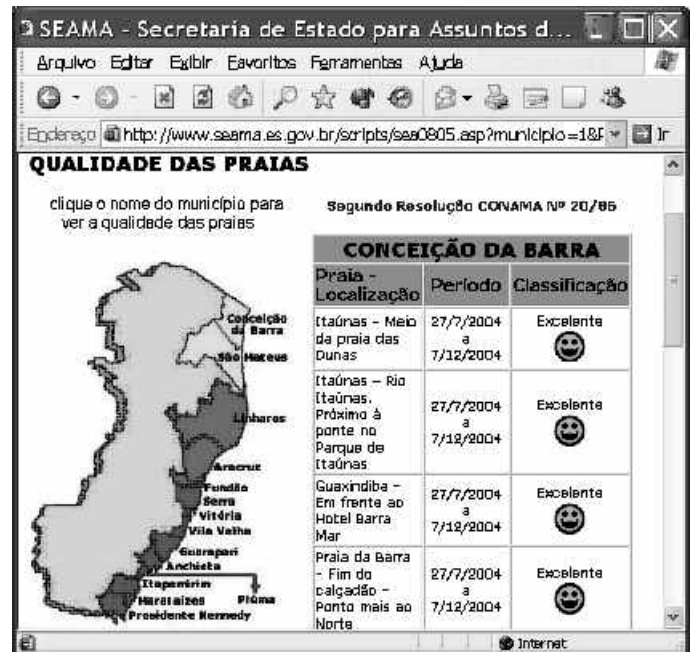 SEAMA - Secretaría de Estado para Assuntos d...
Arquivo Editar Exibir Favoritos Ferramentas Ajuda
Endereço http://www.seama.es.gov.br/scripts/sea0805.asp?municipio=1&F Ir
QUALIDADE DAS PRAIAS
clique o nome do município para
ver a qualidade das praias
Segundo Resolução CONAMA Nº 20/86
Conceição
da Barra
São Mateus
Linhares
Aracruz
Fundão
Serra
Vitória
Vila Velha
Guarapari
Anchieta
Itapemirim
Marataízes
Piúma
Presidente Kennedy
CONCEIÇÃO DA BARRA
Praia -
Localização
Período
Classificação
Itaúnas - Meio
da praia das
Dunas
27/7/2004
a
7/12/2004
Excelente
Itaúnas - Rio
Itaúnas.
Próximo à
ponte no
Parque de
Itaúnas
27/7/2004
a
7/12/2004
Excelente
Guaxindiba -
Em frente ao
Hotel Barra
Mar
27/7/2004
a
7/12/2004
Excelente
Praia da Barra
- Fim do
calçadão -
Ponto mais ao
Norte
27/7/2004
a
7/12/2004
Excelente
Internet